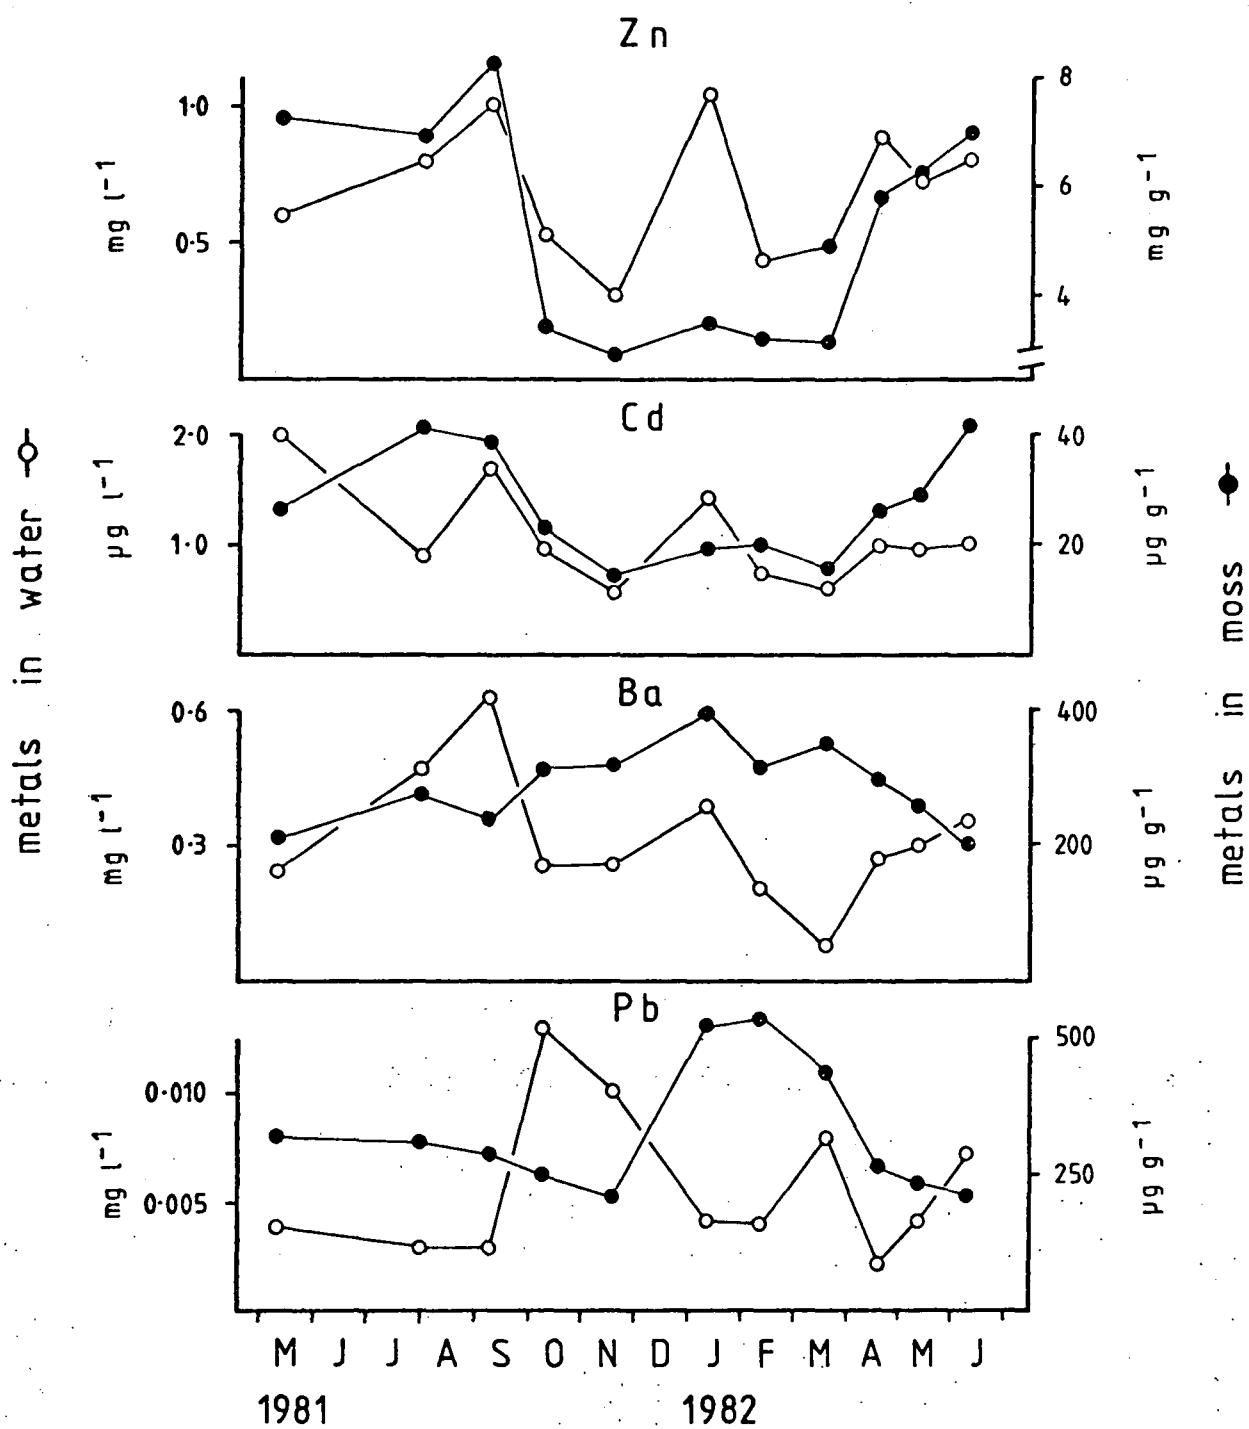 Zn
1·0
0·5
mg l⁻¹
8
6
4
mg g⁻¹
Cd
2·0
1·0
µg l⁻¹
40
20
µg g⁻¹
metals in water
metals in moss
Ba
0·6
0·3
mg l⁻¹
400
200
µg g⁻¹
Pb
0·010
0·005
mg l⁻¹
500
250
µg g⁻¹
M J J A S O N D J F M A M J
1981 1982